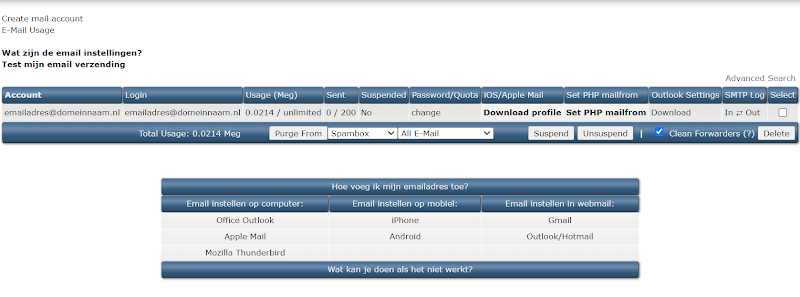 Create mail account
E-Mail Usage
Wat zijn de email instellingen?
Test mijn email verzending
Advanced Search
Account Login Usage (Meg) Sent Suspended Password/Quota iOS/Apple Mail Set PHP mailfrom Outlook Settings SMTP Log Select
emailadres@domeinnaam.nl emailadres@domeinnaam.nl 0.0214 / unlimited 0 / 200 No change Download profile Set PHP mailfrom Download In ⇄ Out
Total Usage: 0.0214 Meg Purge From Spambox All E-Mail Suspend Unsuspend | Clean Forwarders (?) Delete
Hoe voeg ik mijn emailadres toe?
Email instellen op computer: Email instellen op mobiel: Email instellen in webmail:
Office Outlook iPhone Gmail
Apple Mail Android Outlook/Hotmail
Mozilla Thunderbird
Wat kan je doen als het niet werkt?